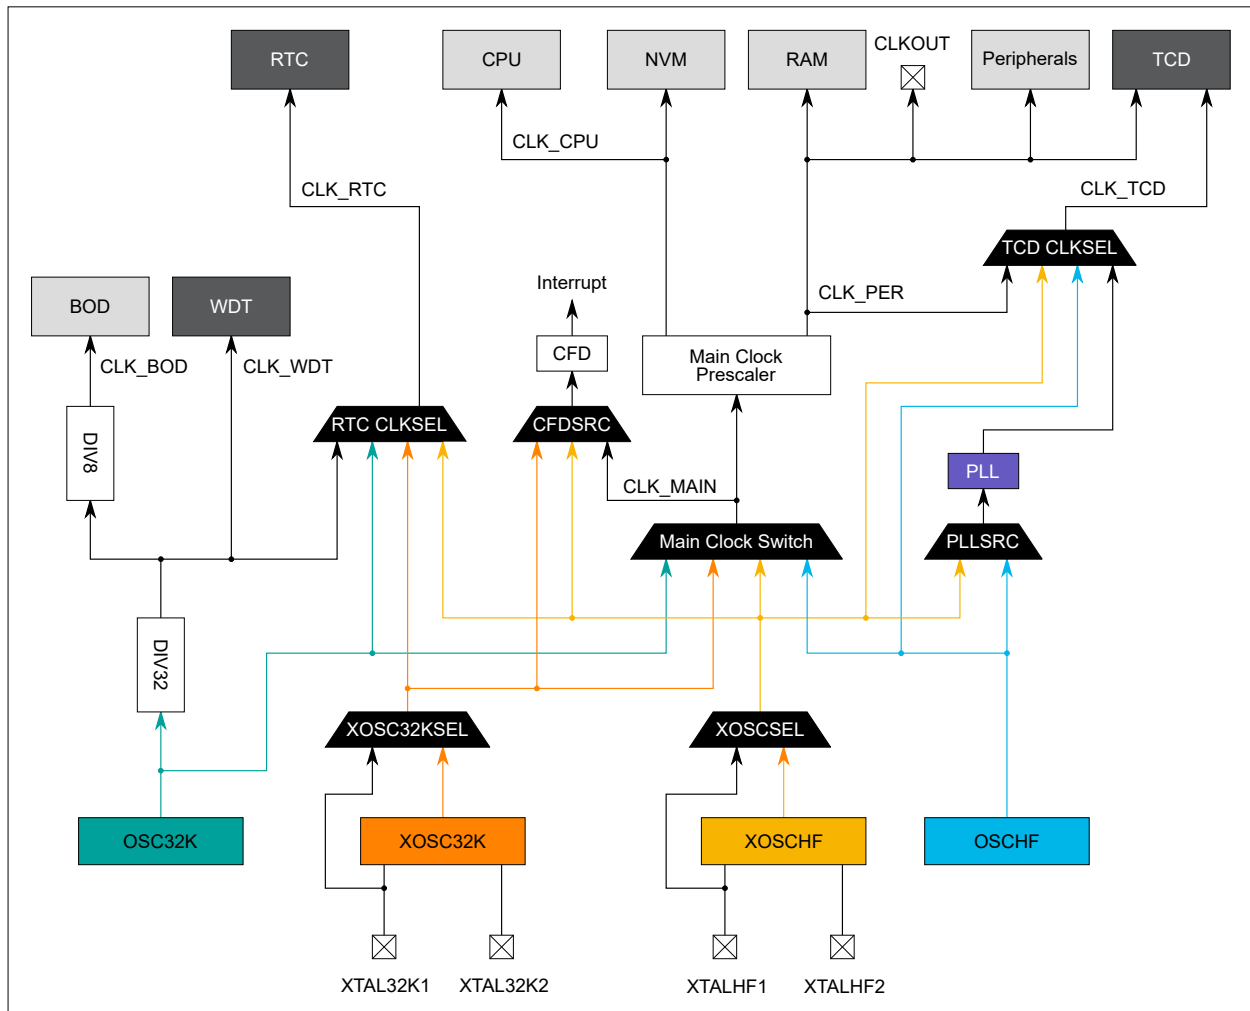 CLKOUT
RTC
CPU
NVM
RAM
Peripherals
TCD
CLK_CPU
CLK_RTC
CLK_TCD
TCD CLKSEL
Interrupt
BOD
WDT
CLK_PER
CFD
Main Clock
Prescaler
CLK_BOD
CLK_WDT
RTC CLKSEL
CFDSRC
DIV8
PLL
CLK_MAIN
Main Clock Switch
PLLSRC
DIV32
XOSC32KSEL
XOSCSEL
OSC32K
XOSC32K
XOSCHF
OSCHF
XTAL32K1
XTAL32K2
XTALHF1
XTALHF2